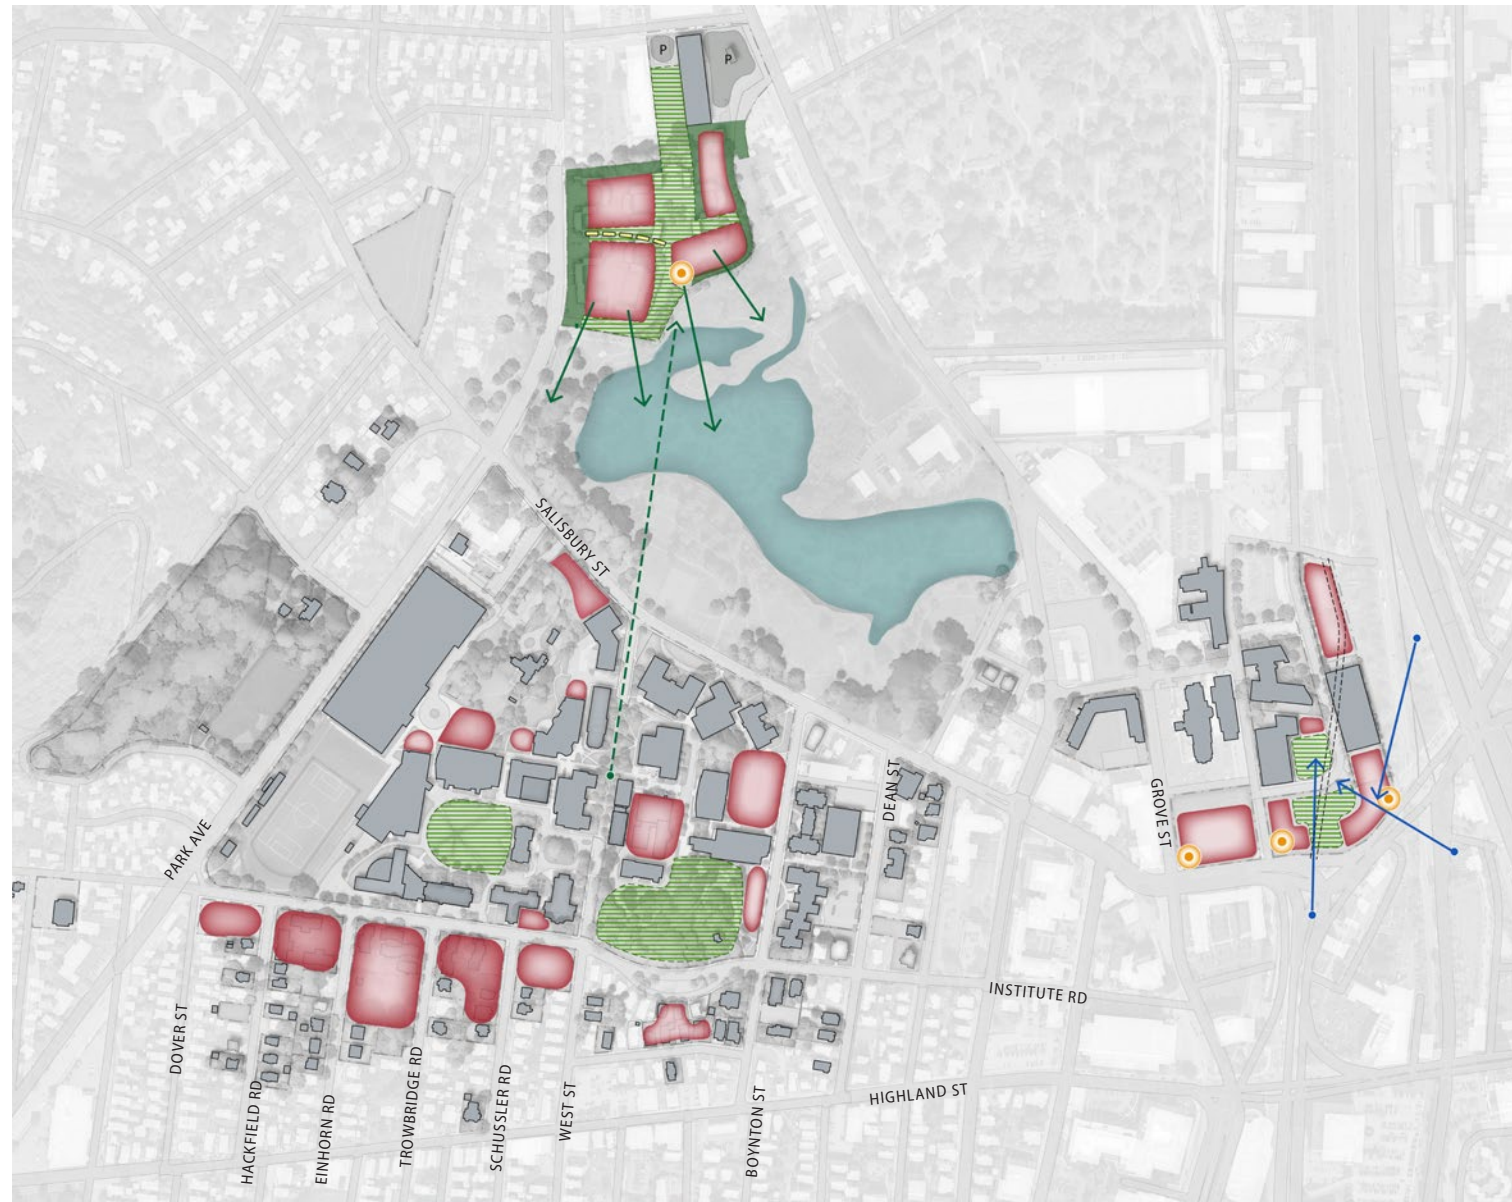 P
P
SALISBURY ST
DEAN ST
GROVE ST
PARK AVE
INSTITUTE RD
DOVER ST
HACKFIELD RD
EINHORN RD
TROWBRIDGE RD
SCHUSSLER RD
WEST ST
BOYNTON ST
HIGHLAND ST